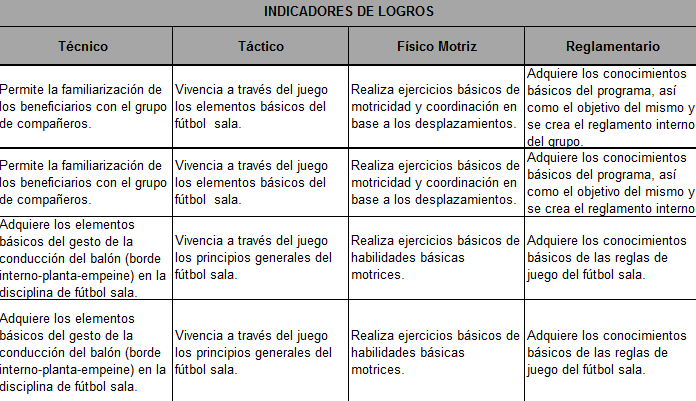 INDICADORES DE LOGROS
Técnico
Táctico
Físico Motriz
Reglamentario
Permite la familiarización de
los beneficiarios con el grupo
de compañeros.
Vivencia a través del juego
los elementos básicos del
fútbol sala.
Realiza ejercicios básicos de
motricidad y coordinación en
base a los desplazamientos.
Adquiere los conocimientos
básicos del programa, así
como el objetivo del mismo y
se crea el reglamento interno
del grupo.
Permite la familiarización de
los beneficiarios con el grupo
de compañeros.
Vivencia a través del juego
los elementos básicos del
fútbol sala.
Realiza ejercicios básicos de
motricidad y coordinación en
base a los desplazamientos.
Adquiere los conocimientos
básicos del programa, así
como el objetivo del mismo y
se crea el reglamento interno
Adquiere los elementos
básicos del gesto de la
conducción del balón (borde
interno-planta-empeine) en la
disciplina de fútbol sala.
Vivencia a través del juego
los principios generales del
fútbol sala.
Realiza ejercicios básicos de
habilidades básicas
motrices.
Adquiere los conocimientos
básicos de las reglas de
juego del fútbol sala.
Adquiere los elementos
básicos del gesto de la
conducción del balón (borde
interno-planta-empeine) en la
disciplina de fútbol sala.
Vivencia a través del juego
los principios generales del
fútbol sala.
Realiza ejercicios básicos de
habilidades básicas
motrices.
Adquiere los conocimientos
básicos de las reglas de
juego del fútbol sala.